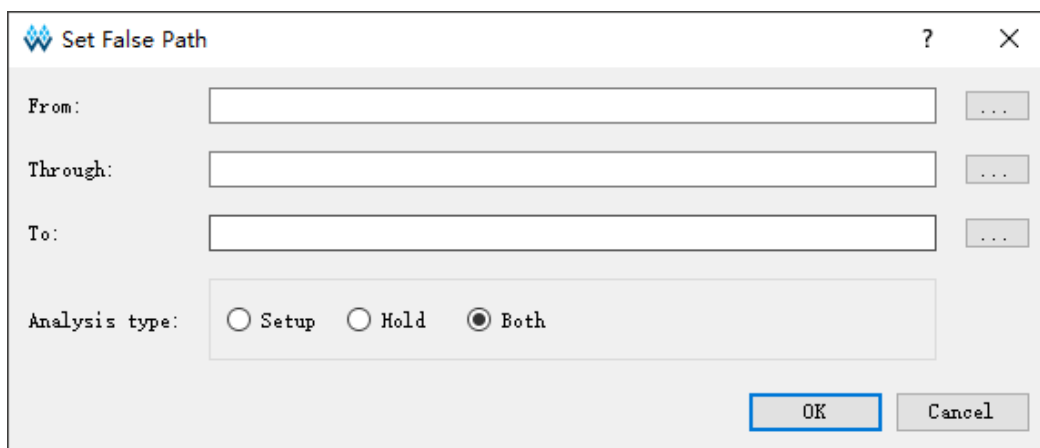 Set False Path ?
From: ...
Through: ...
To: ...
Analysis type: Setup Hold Both
OK Cancel